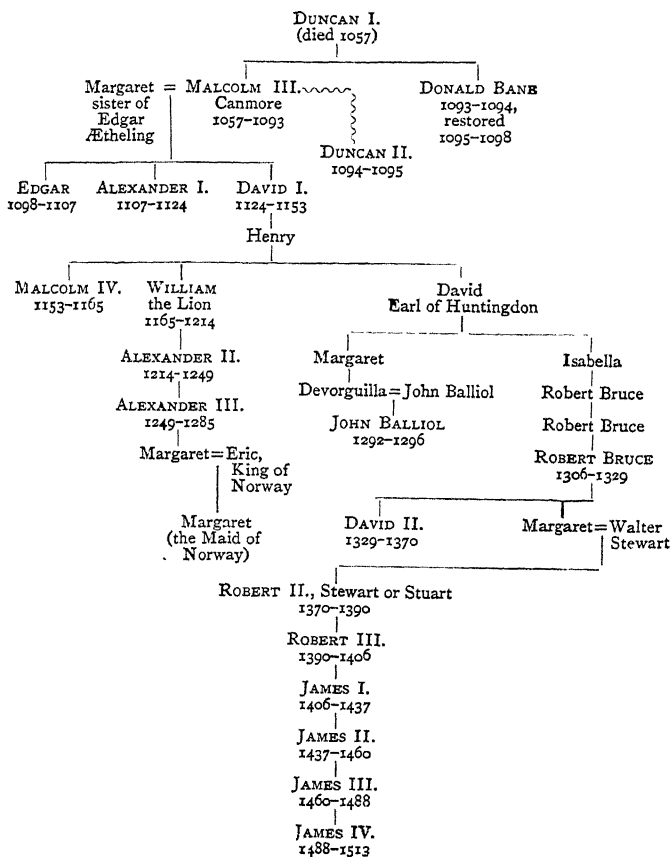 DUNCAN I.
(died 1057)
Margaret = MALCOLM III.
sister of
Edgar
Ætheling
Canmore
1057–1093
DONALD BANE
1093–1094,
restored
1095–1098
DUNCAN II.
1094–1095
EDGAR
1098–1107
ALEXANDER I.
1107–1124
DAVID I.
1124–1153
Henry
MALCOLM IV.
1153–1165
WILLIAM
the Lion
1165–1214
David
Earl of Huntingdon
ALEXANDER II.
1214–1249
Margaret
Isabella
Devorguilla = John Balliol
Robert Bruce
ALEXANDER III.
1249–1285
JOHN BALLIOL
1292–1296
Robert Bruce
Margaret = Eric,
King of
Norway
ROBERT BRUCE
1306–1329
Margaret
(the Maid of
Norway)
DAVID II.
1329–1370
Margaret = Walter
Stewart
ROBERT II., Stewart or Stuart
1370–1390
ROBERT III.
1390–1406
JAMES I.
1406–1437
JAMES II.
1437–1460
JAMES III.
1460–1488
JAMES IV.
1488–1513